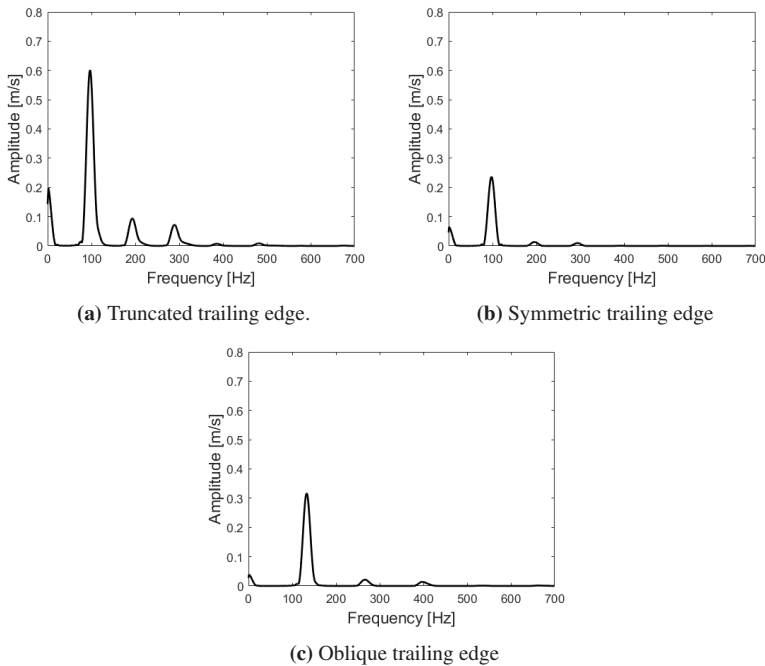 0.8
0.7
0.6
0.5
0.4
0.3
0.2
0.1
0
Amplitude [m/s]
0 100 200 300 400 500 600 700
Frequency [Hz]
(a) Truncated trailing edge.
0.8
0.7
0.6
0.5
0.4
0.3
0.2
0.1
0
Amplitude [m/s]
0 100 200 300 400 500 600 700
Frequency [Hz]
(b) Symmetric trailing edge
0.8
0.7
0.6
0.5
0.4
0.3
0.2
0.1
0
Amplitude [m/s]
0 100 200 300 400 500 600 700
Frequency [Hz]
(c) Oblique trailing edge